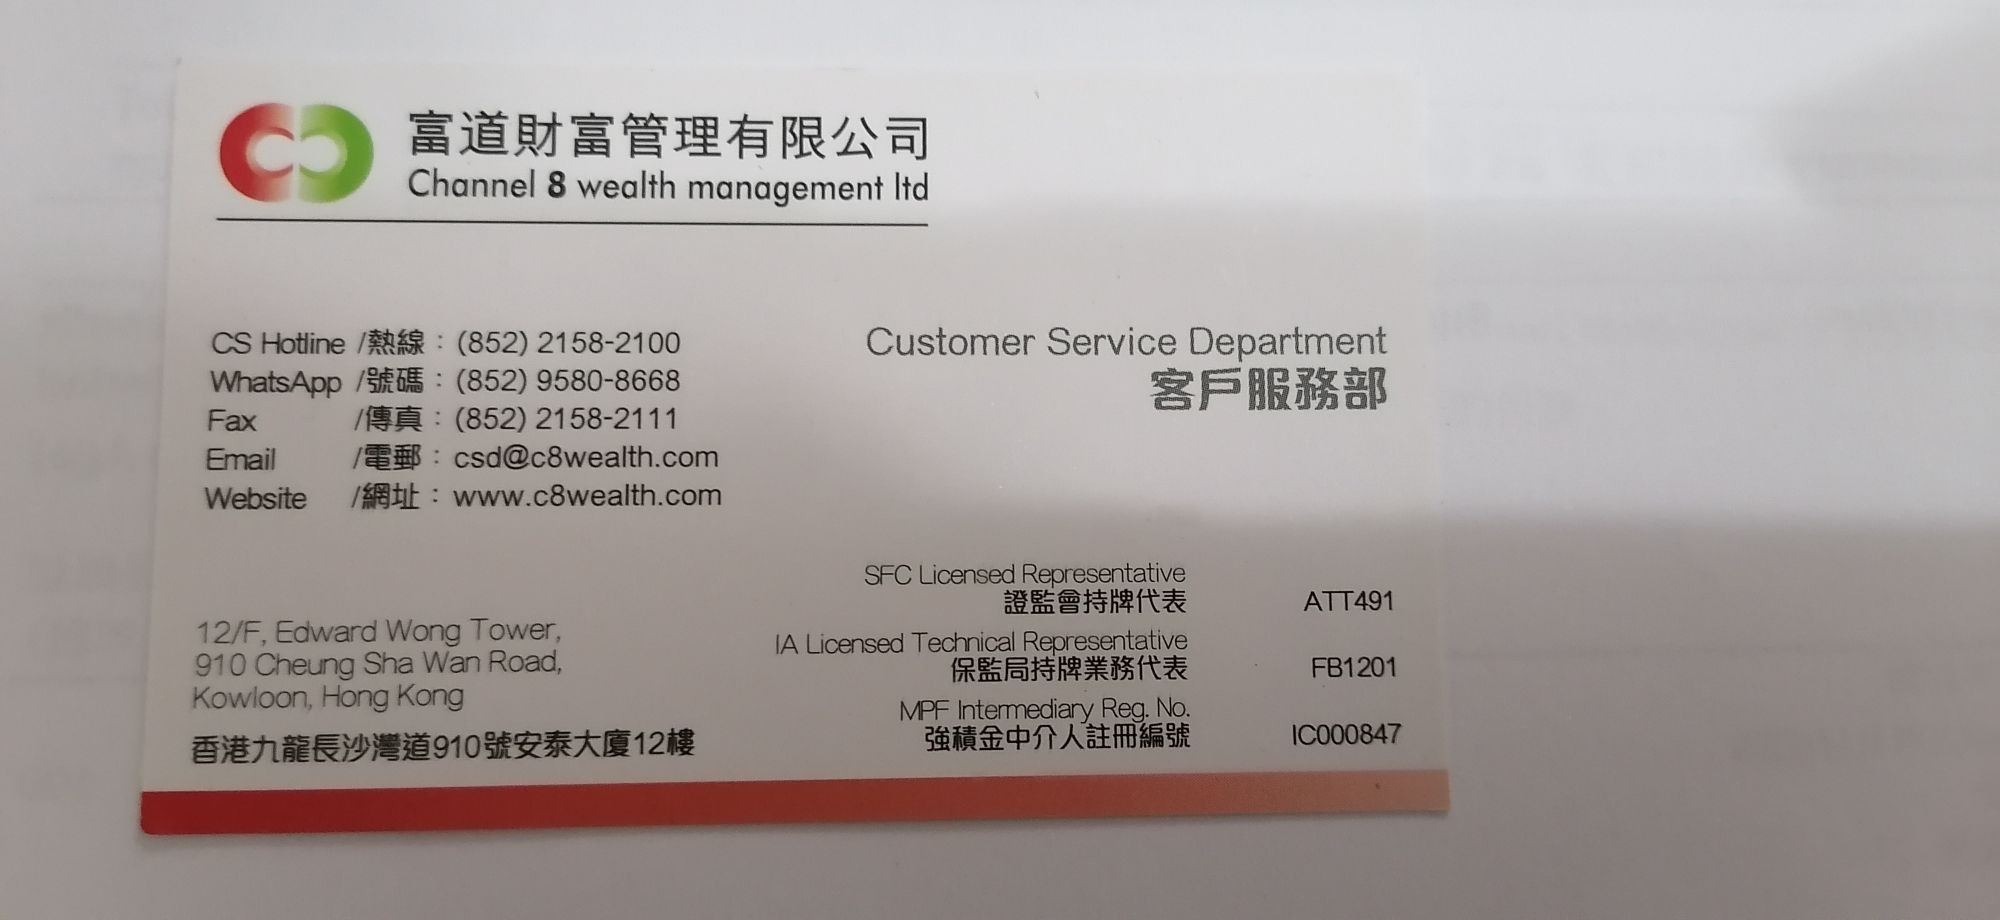 富道財富管理有限公司
Channel 8 wealth management ltd
CS Hotline /熱線：(852) 2158-2100
WhatsApp /號碼：(852) 9580-8668
Fax /傳真：(852) 2158-2111
Email /電郵：csd@c8wealth.com
Website /網址：www.c8wealth.com
Customer Service Department
客戶服務部
12/F, Edward Wong Tower,
910 Cheung Sha Wan Road,
Kowloon, Hong Kong
香港九龍長沙灣道910號安泰大廈12樓
SFC Licensed Representative
證監會持牌代表 ATT491
IA Licensed Technical Representative
保監局持牌業務代表 FB1201
MPF Intermediary Reg. No.
強積金中介人註冊編號 IC000847